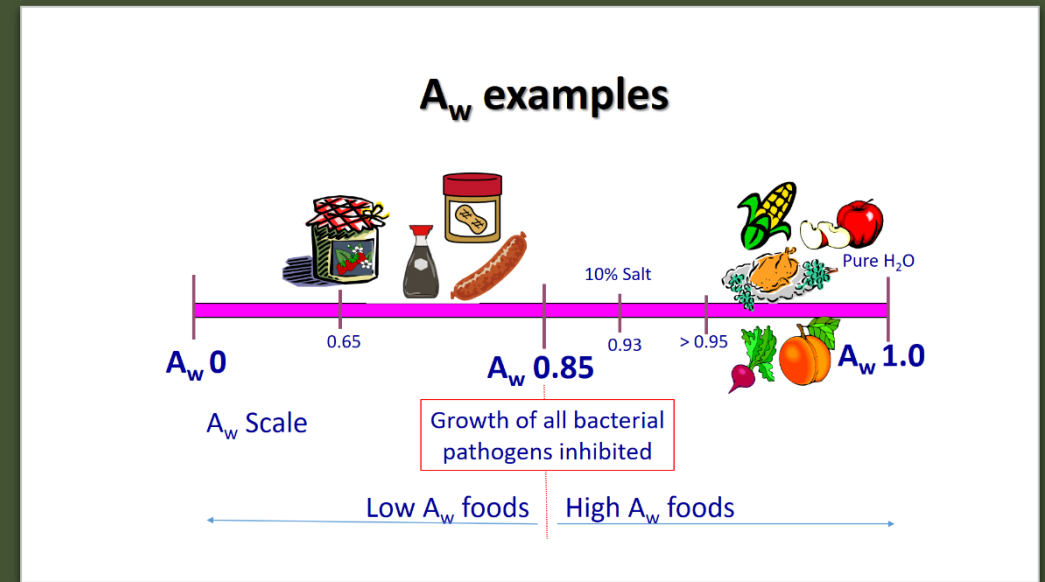 Aw examples
10% Salt
Pure H2O
0.65
0.93
> 0.95
Aw 0
Aw 0.85
Aw 1.0
Aw Scale
Growth of all bacterial
pathogens inhibited
Low Aw foods
High Aw foods